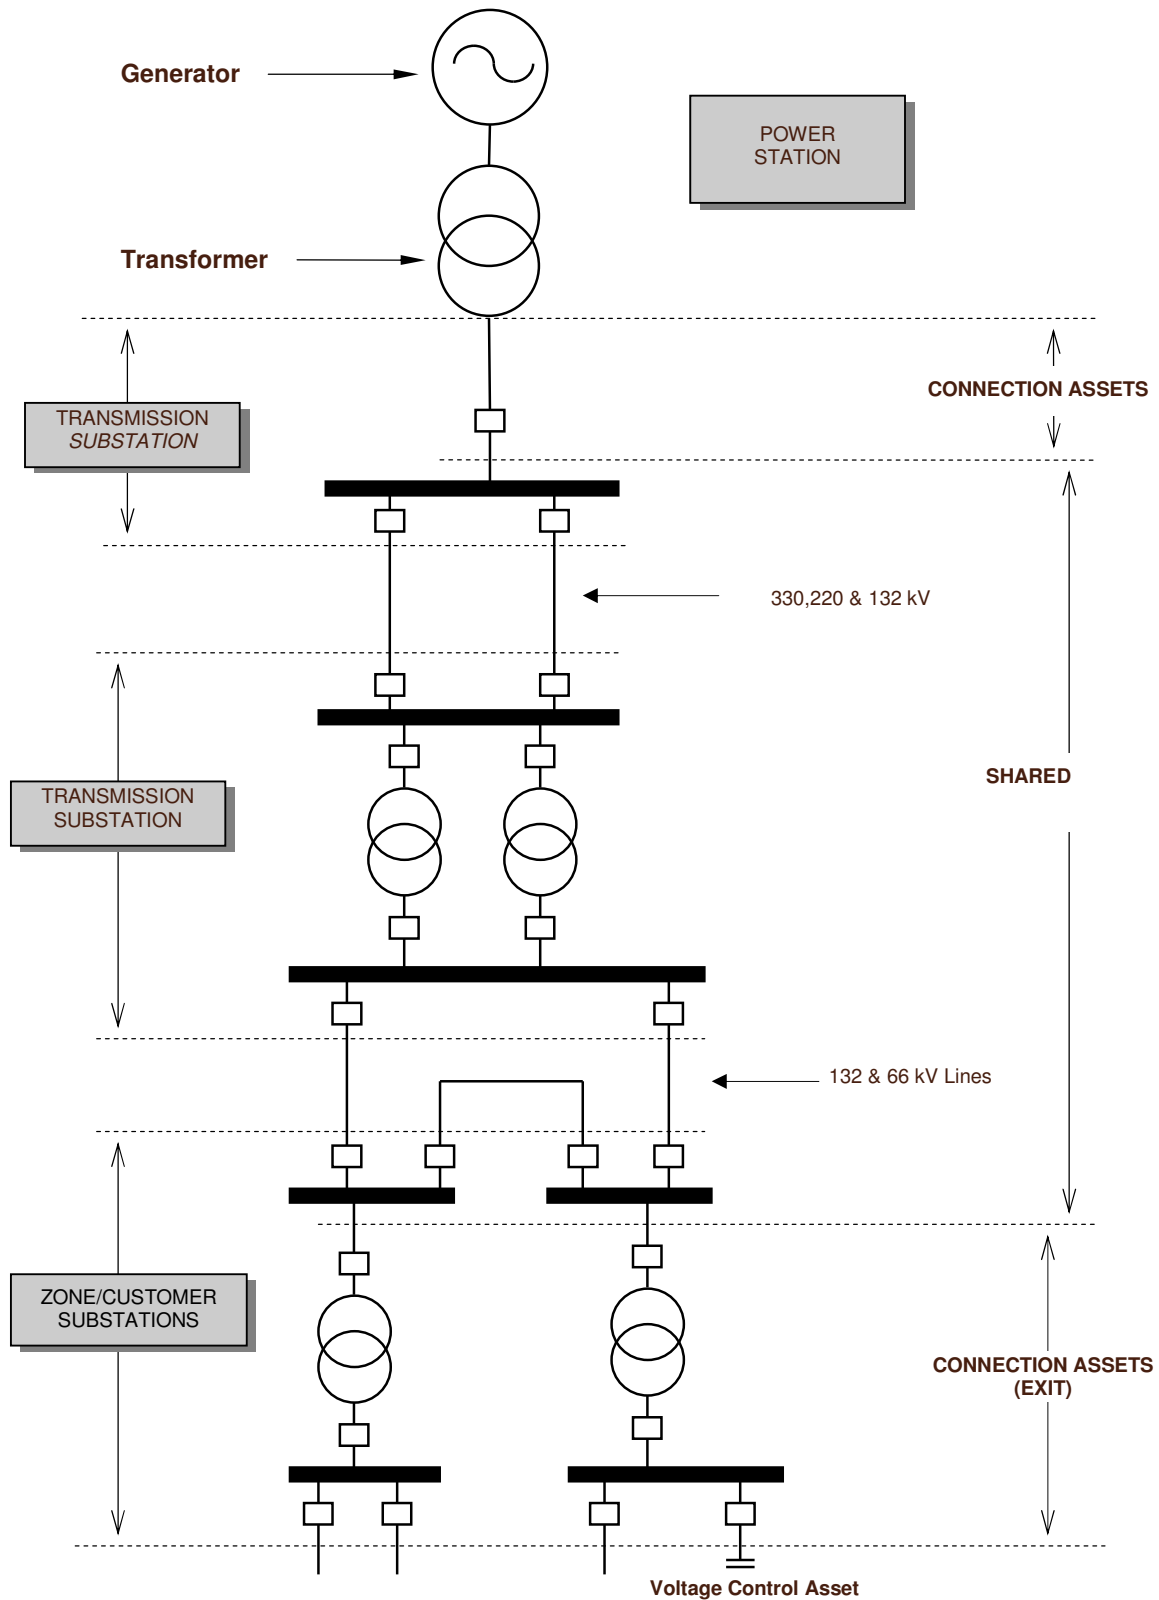 Generator
POWER
STATION
Transformer
CONNECTION ASSETS
TRANSMISSION
SUBSTATION
330,220 & 132 kV
SHARED
TRANSMISSION
SUBSTATION
132 & 66 kV Lines
ZONE/CUSTOMER
SUBSTATIONS
CONNECTION ASSETS
(EXIT)
Voltage Control Asset